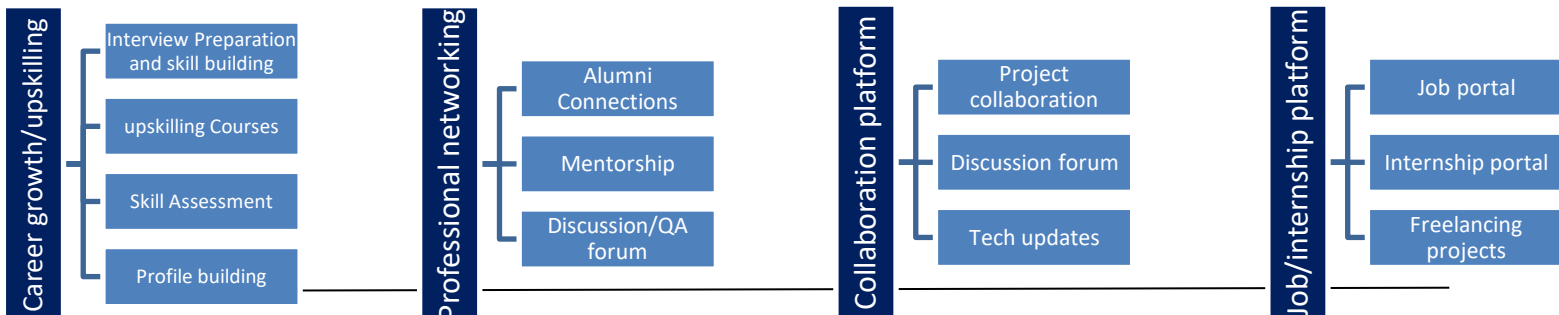 Career growth/upskilling
Interview Preparation
and skill building
upskilling Courses
Skill Assessment
Profile building
Professional networking
Alumni
Connections
Mentorship
Discussion/QA
forum
Collaboration platform
Project
collaboration
Discussion forum
Tech updates
Job/internship platform
Job portal
Internship portal
Freelancing
projects